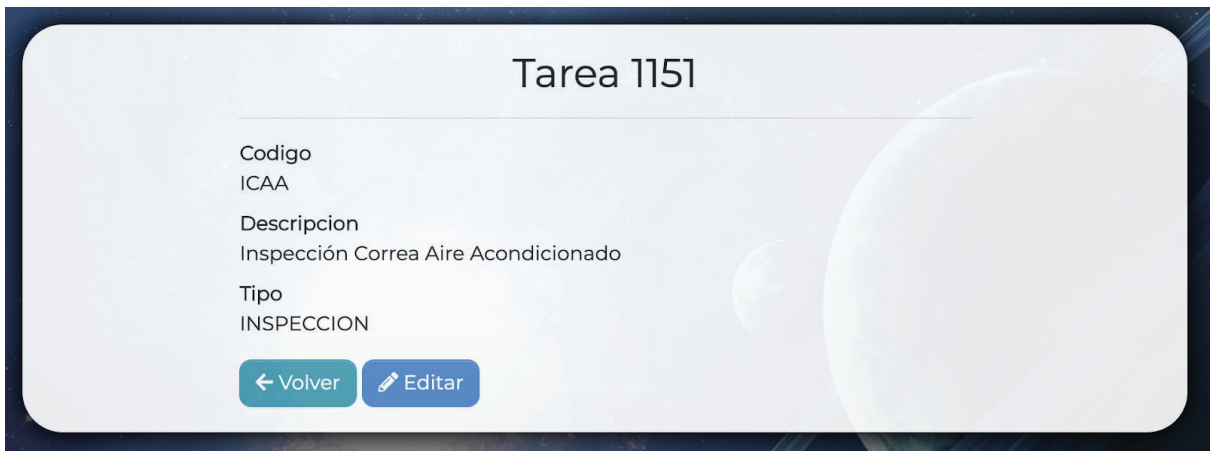 Tarea 1151
Codigo
ICAA
Descripcion
Inspección Correa Aire Acondicionado
Tipo
INSPECCION
Volver Editar